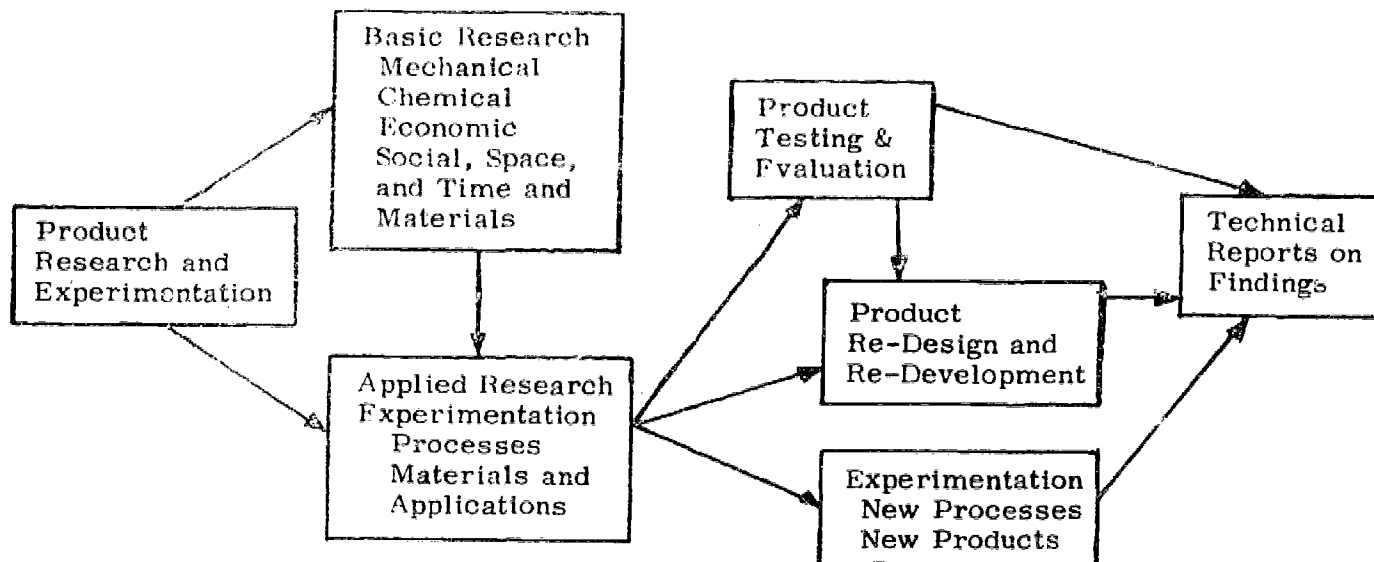 Basic Research
Mechanical
Chemical
Economic
Social, Space,
and Time and
Materials
Product
Research and
Experimentation
Applied Research
Experimentation
Processes
Materials and
Applications
Product
Testing &
Evaluation
Product
Re-Design and
Re-Development
Experimentation
New Processes
New Products
Technical
Reports on
Findings